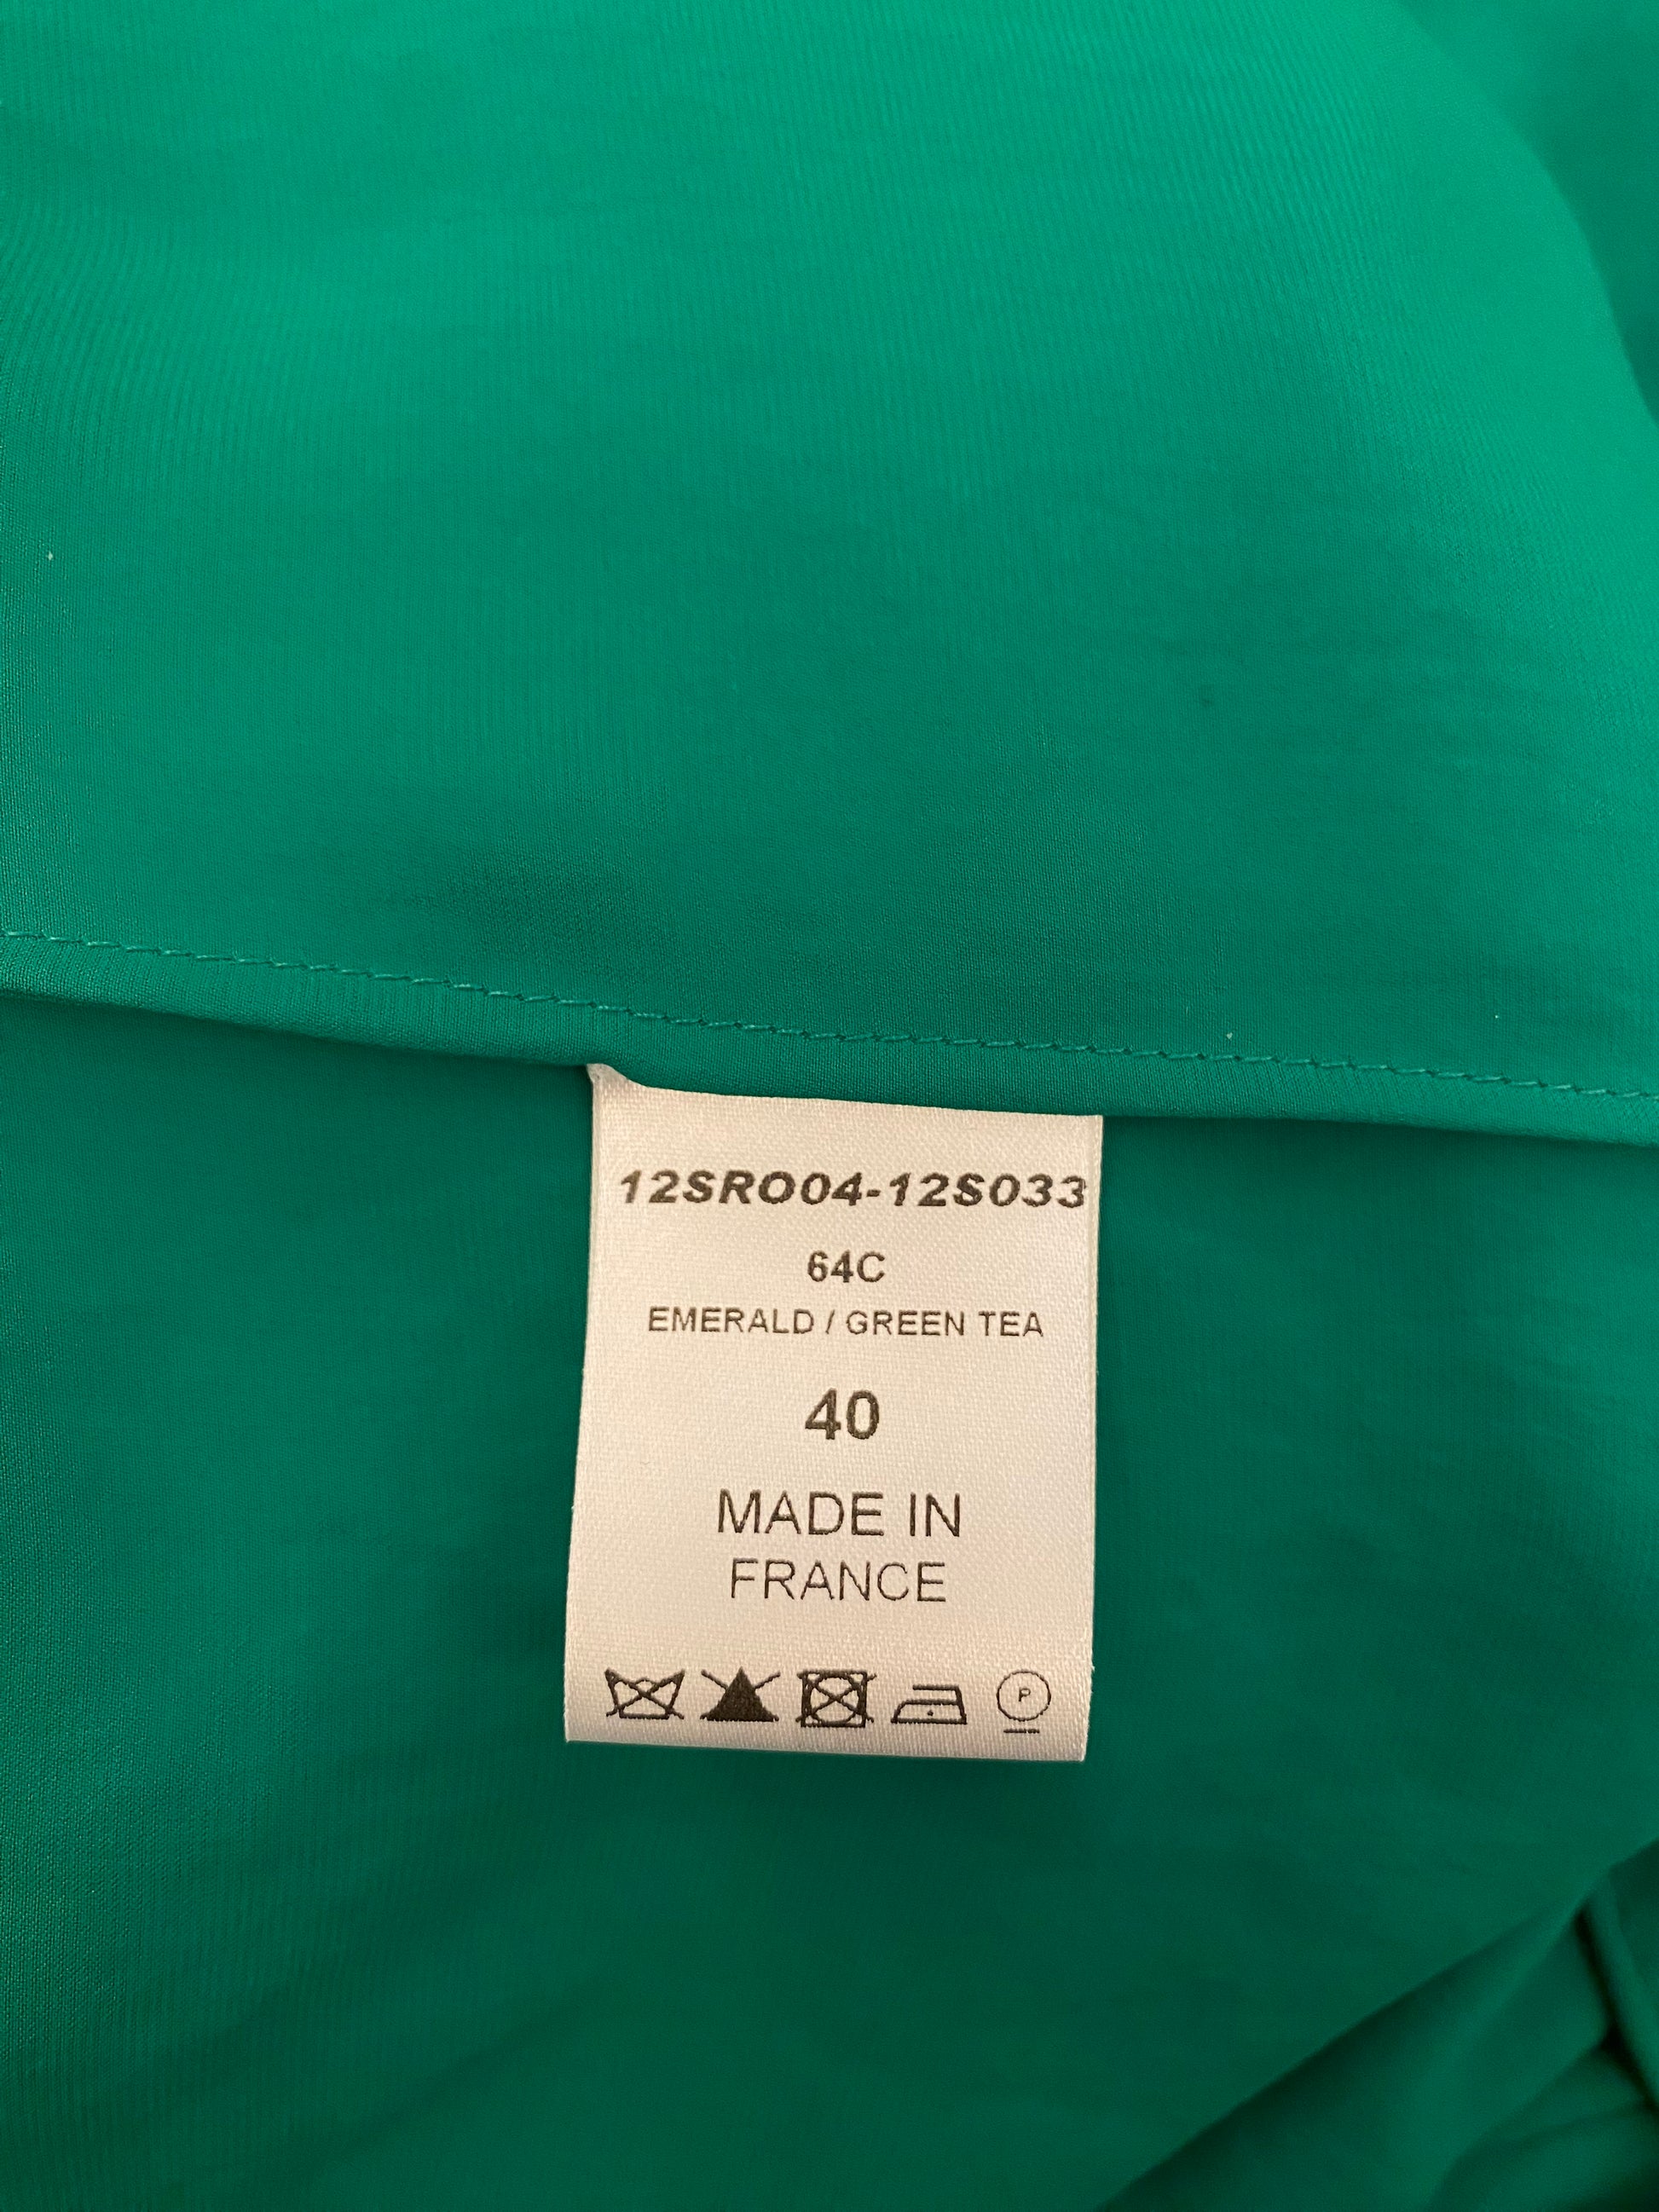 12SRO04-12S033
64C
EMERALD / GREEN TEA
40
MADE IN
FRANCE
P